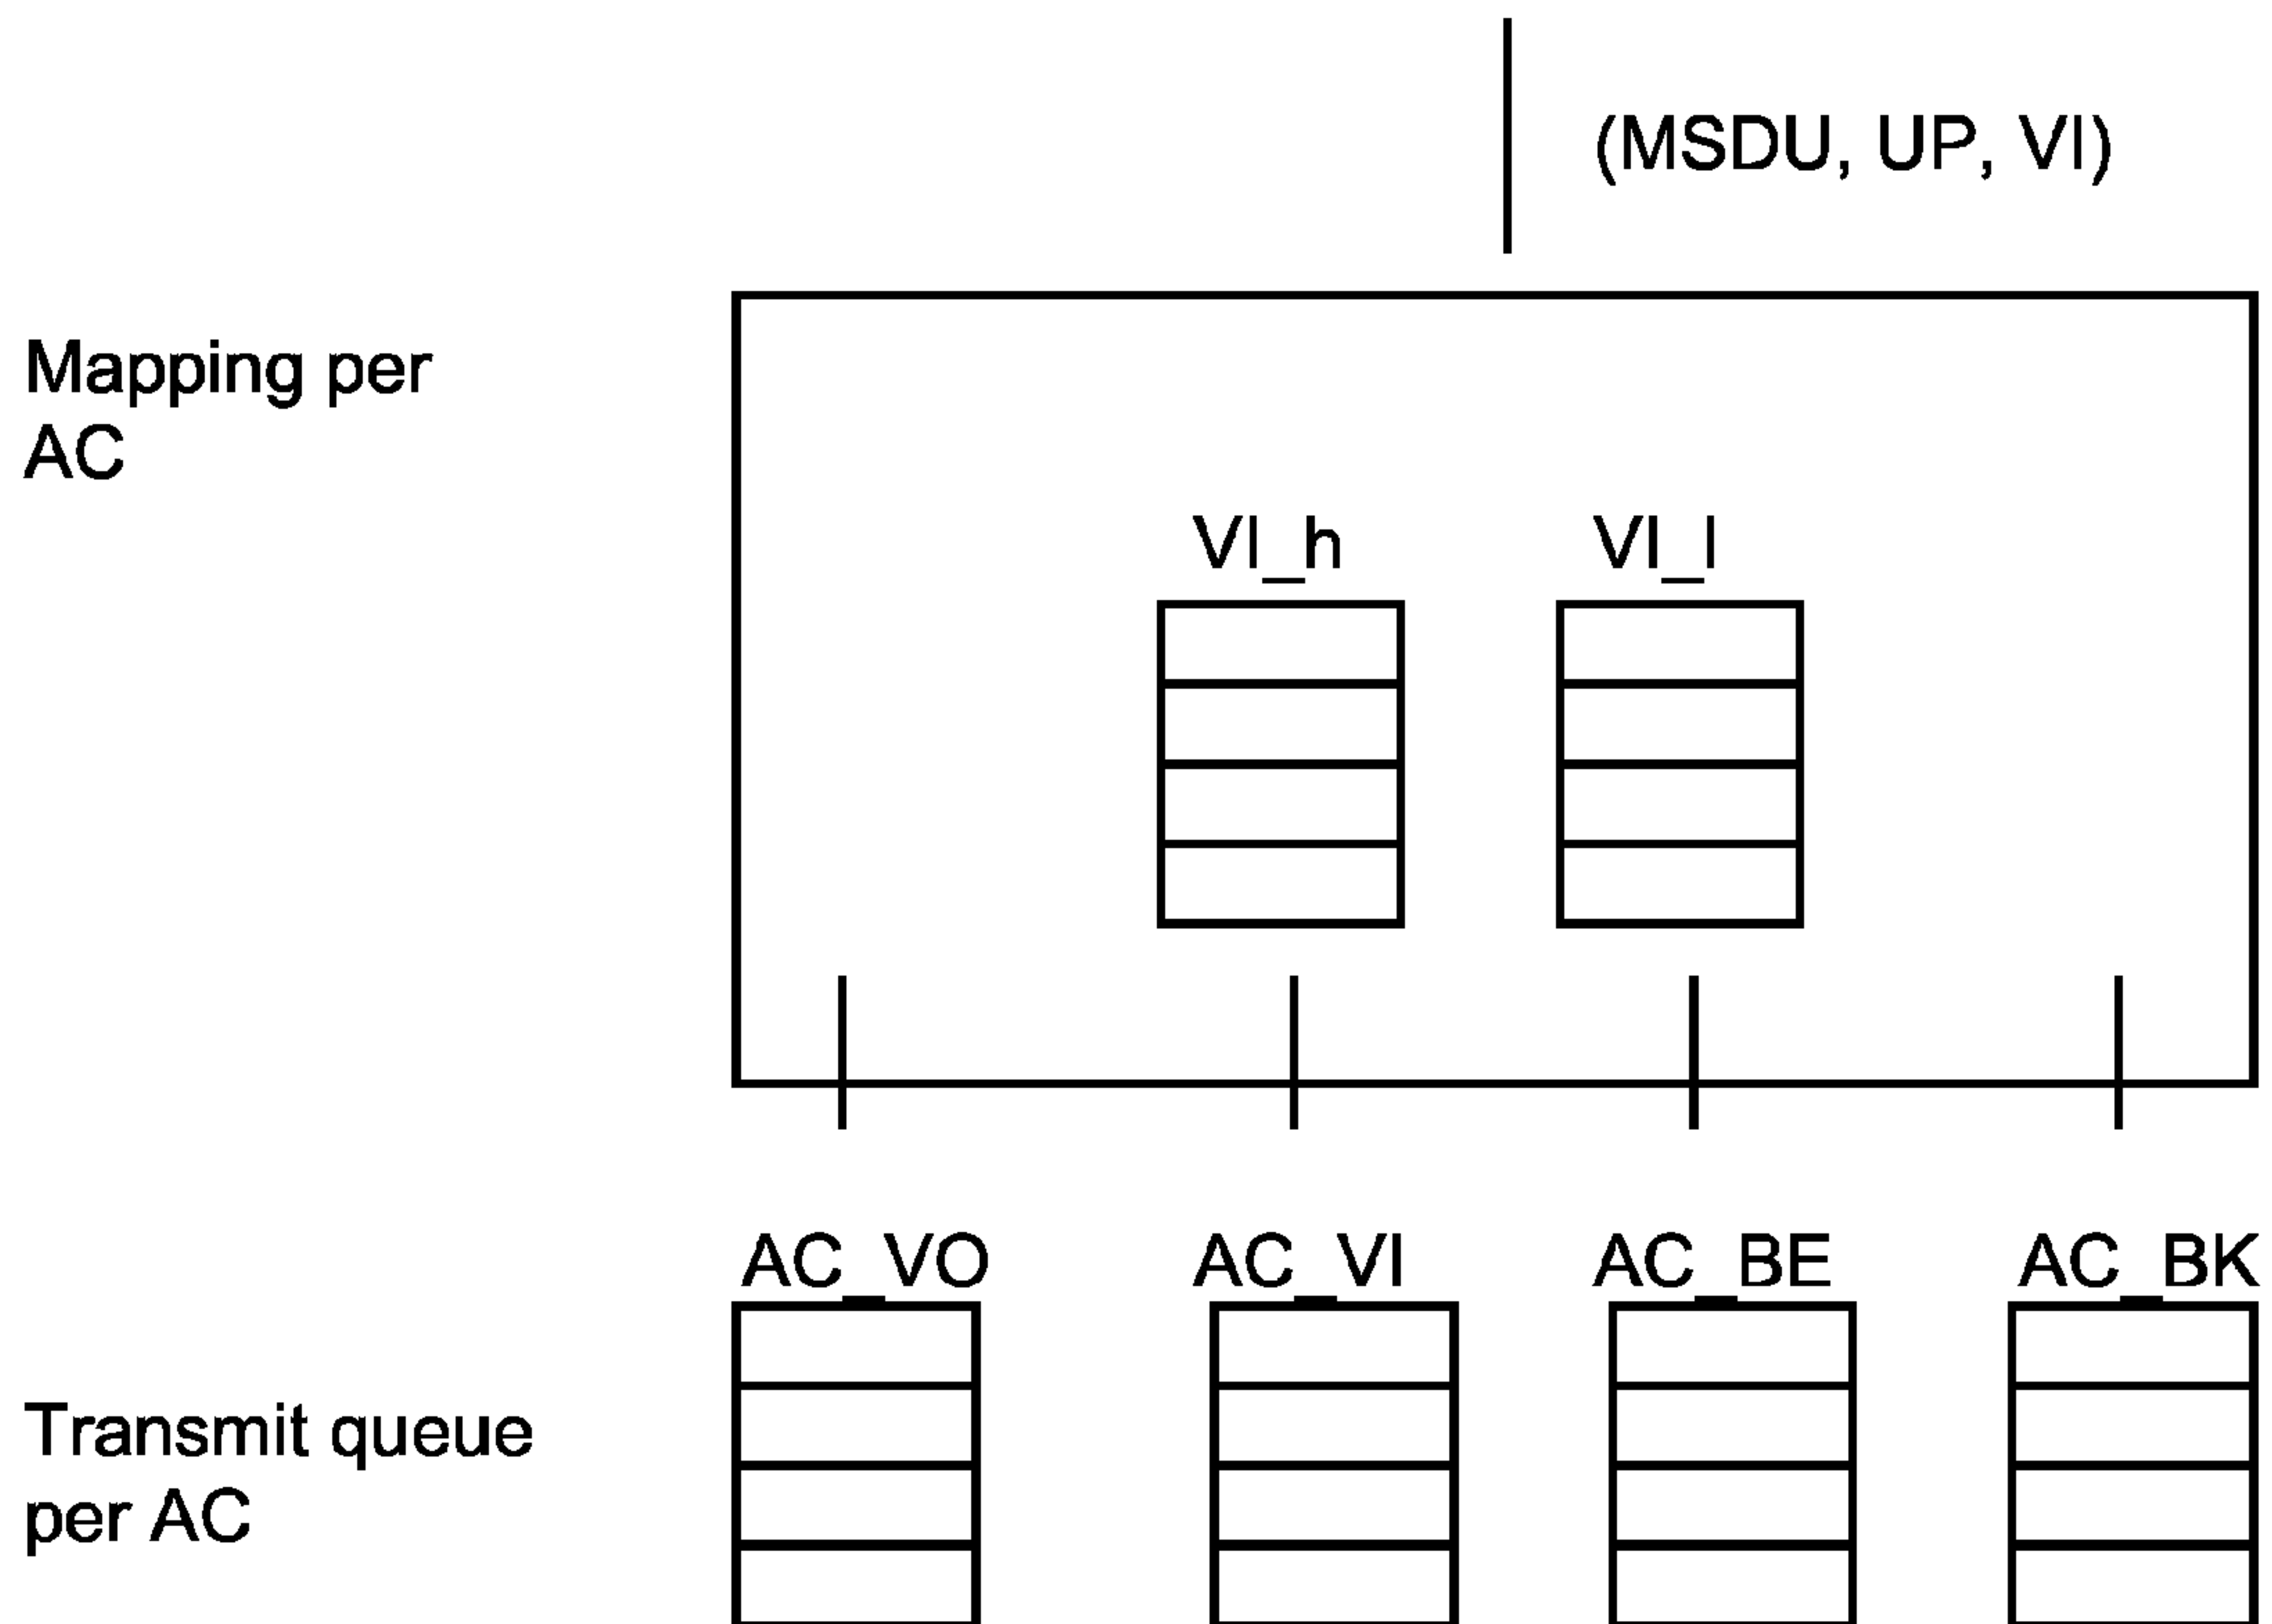 (MSDU, UP, VI)
Mapping per
AC
VI_h
VI_l
AC_VO
AC_VI
AC_BE
AC_BK
Transmit queue
per AC